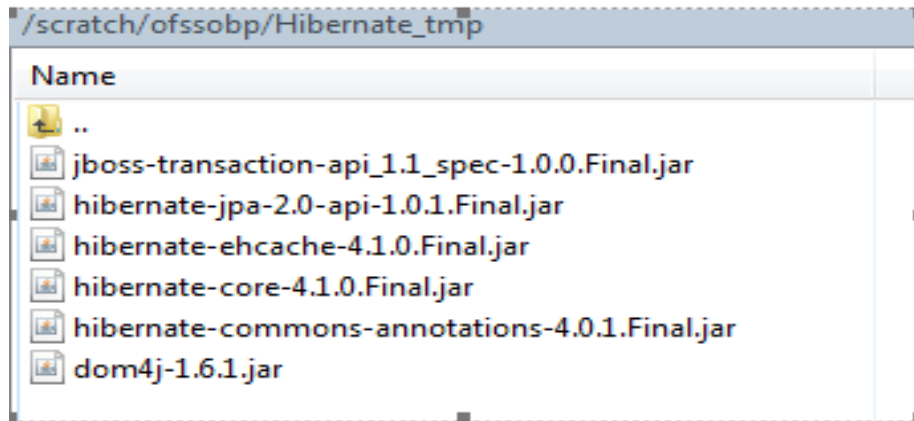 /scratch/ofssobp/Hibernate_tmp
Name
..
jboss-transaction-api_1.1_spec-1.0.0.Final.jar
hibernate-jpa-2.0-api-1.0.1.Final.jar
hibernate-ehcache-4.1.0.Final.jar
hibernate-core-4.1.0.Final.jar
hibernate-commons-annotations-4.0.1.Final.jar
dom4j-1.6.1.jar